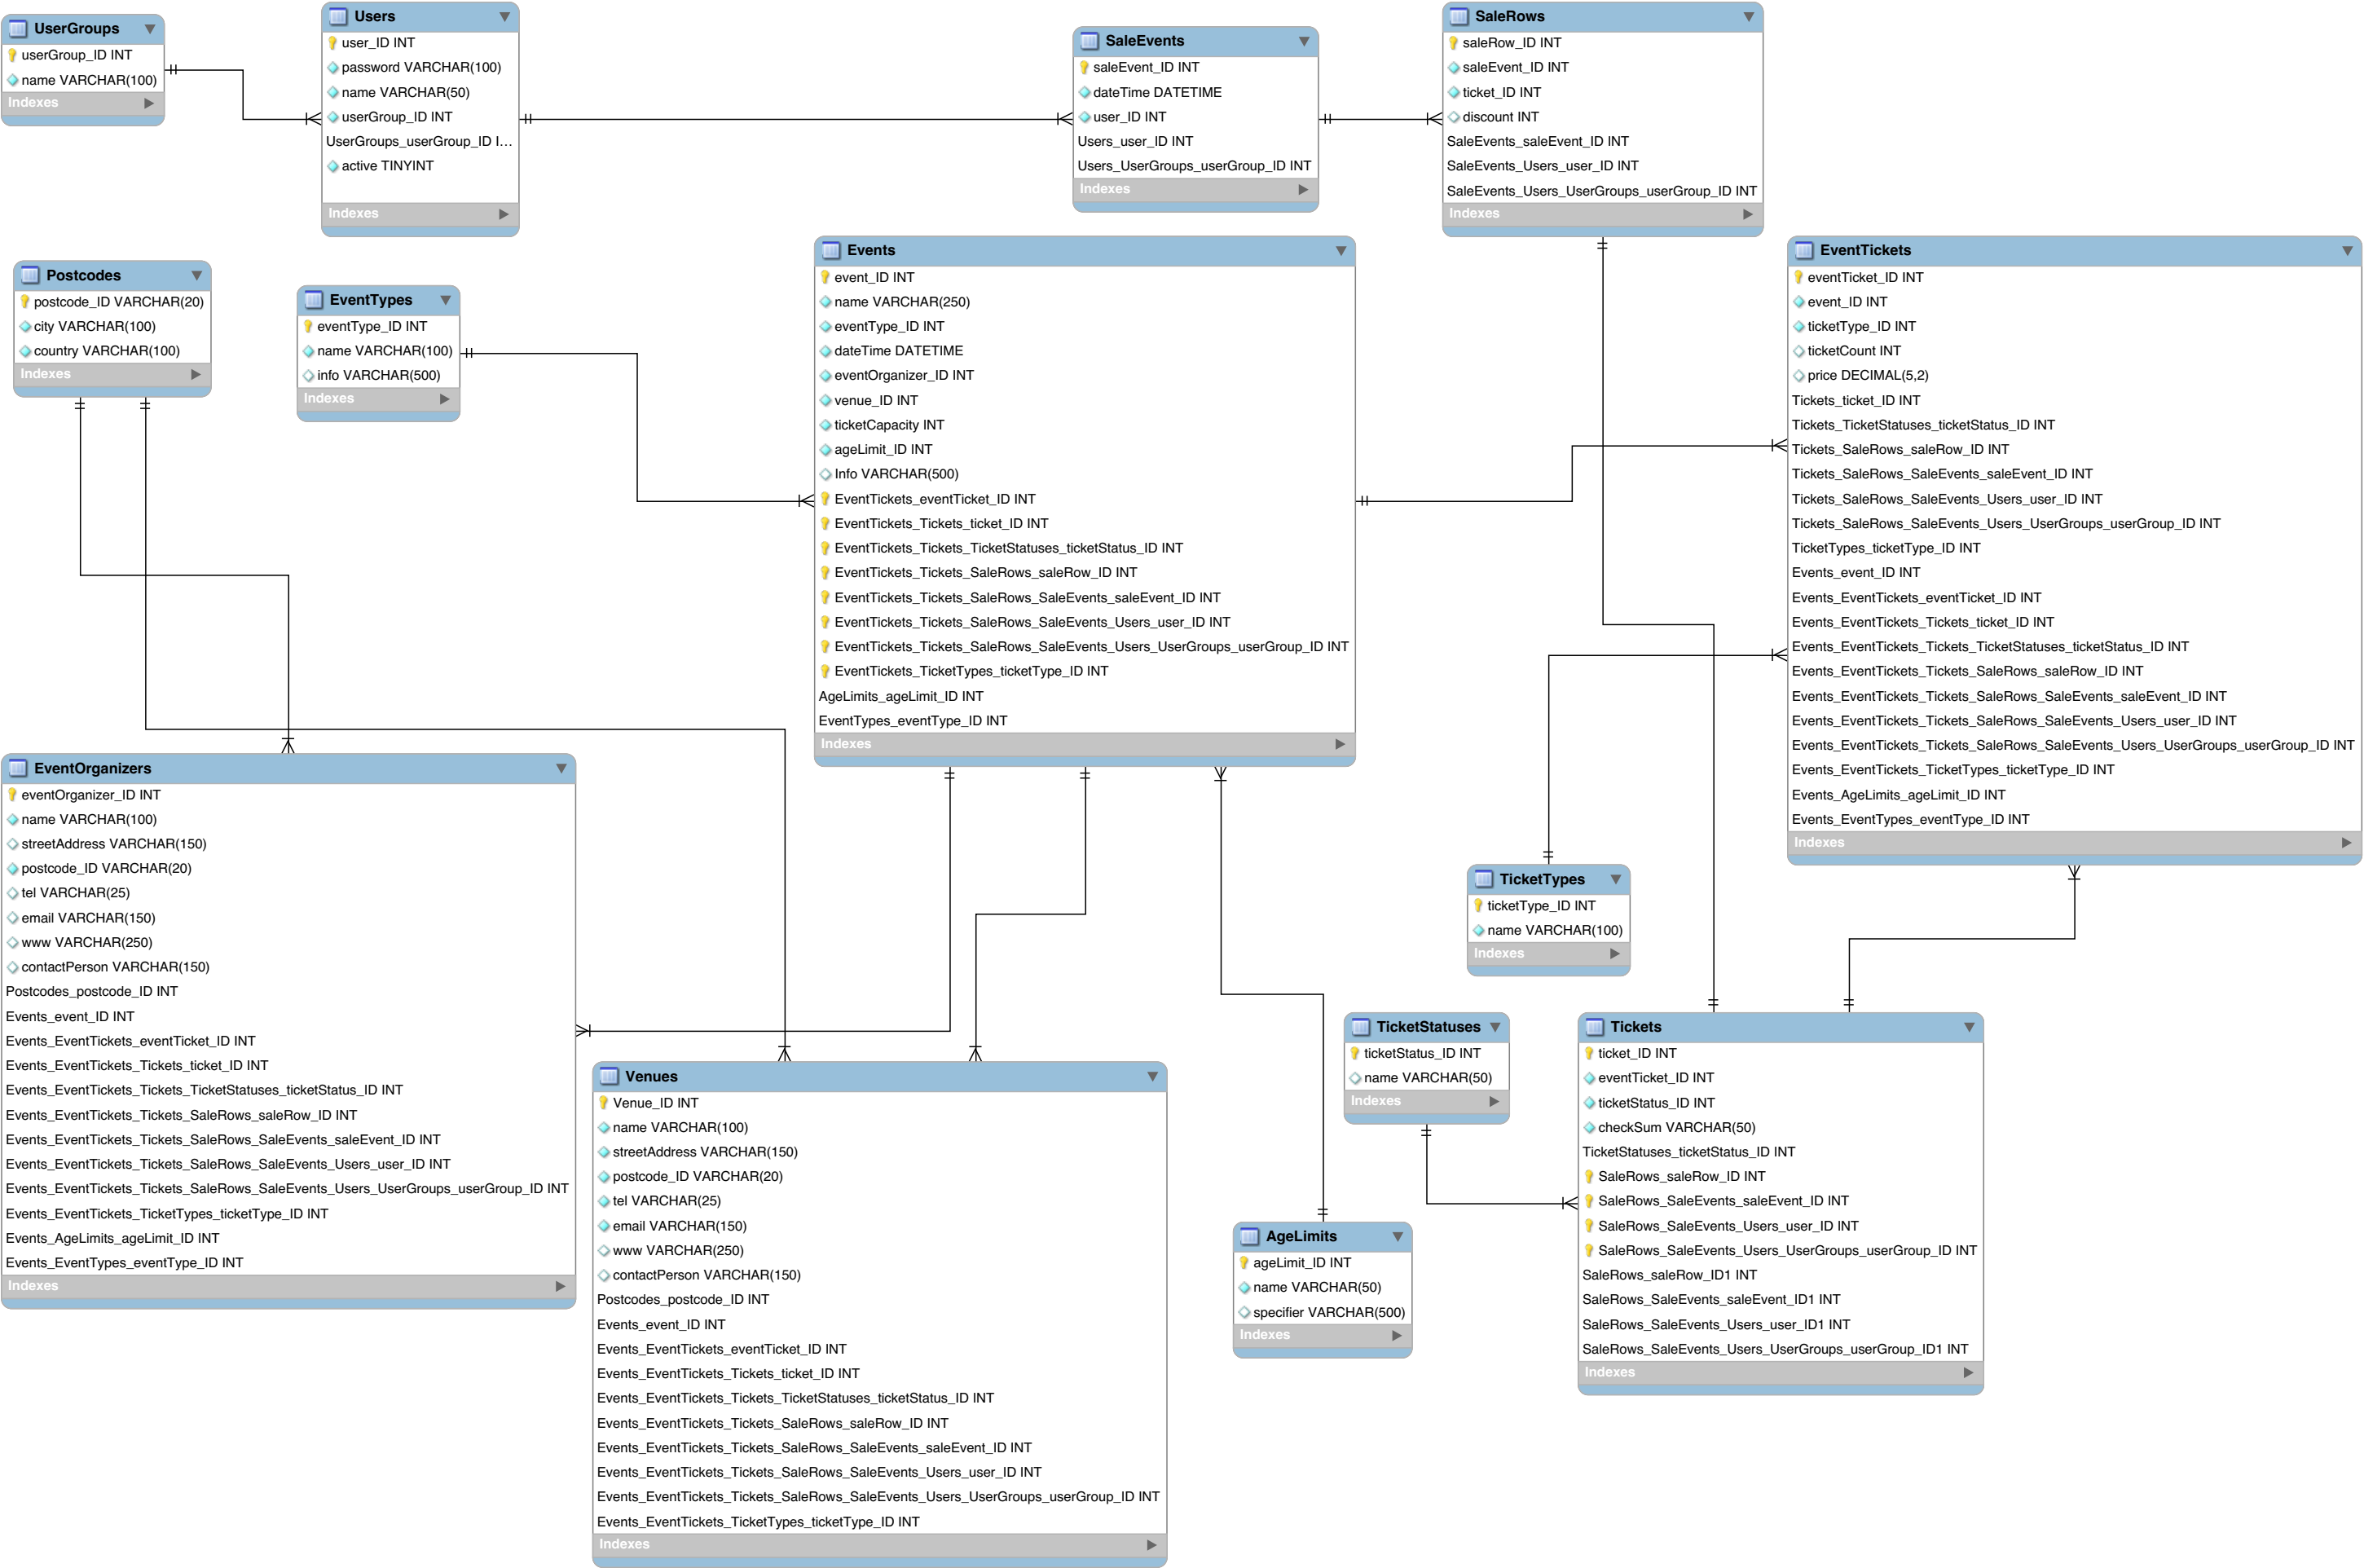 UserGroups
userGroup_ID INT
name VARCHAR(100)
Indexes
Users
user_ID INT
password VARCHAR(100)
name VARCHAR(50)
userGroup_ID INT
UserGroups_userGroup_ID I...
active TINYINT
Indexes
SaleEvents
saleEvent_ID INT
dateTime DATETIME
user_ID INT
Users_user_ID INT
Users_UserGroups_userGroup_ID INT
Indexes
SaleRows
saleRow_ID INT
saleEvent_ID INT
ticket_ID INT
discount INT
SaleEvents_saleEvent_ID INT
SaleEvents_Users_user_ID INT
SaleEvents_Users_UserGroups_userGroup_ID INT
Indexes
Postcodes
postcode_ID VARCHAR(20)
city VARCHAR(100)
country VARCHAR(100)
Indexes
EventTypes
eventType_ID INT
name VARCHAR(100)
info VARCHAR(500)
Indexes
Events
event_ID INT
name VARCHAR(250)
eventType_ID INT
dateTime DATETIME
eventOrganizer_ID INT
venue_ID INT
ticketCapacity INT
ageLimit_ID INT
Info VARCHAR(500)
EventTickets_eventTicket_ID INT
EventTickets_Tickets_ticket_ID INT
EventTickets_Tickets_TicketStatuses_ticketStatus_ID INT
EventTickets_Tickets_SaleRows_saleRow_ID INT
EventTickets_Tickets_SaleRows_SaleEvents_saleEvent_ID INT
EventTickets_Tickets_SaleRows_SaleEvents_Users_user_ID INT
EventTickets_Tickets_SaleRows_SaleEvents_Users_UserGroups_userGroup_ID INT
EventTickets_TicketTypes_ticketType_ID INT
AgeLimits_ageLimit_ID INT
EventTypes_eventType_ID INT
Indexes
EventTickets
eventTicket_ID INT
event_ID INT
ticketType_ID INT
ticketCount INT
price DECIMAL(5,2)
Tickets_ticket_ID INT
Tickets_TicketStatuses_ticketStatus_ID INT
Tickets_SaleRows_saleRow_ID INT
Tickets_SaleRows_SaleEvents_saleEvent_ID INT
Tickets_SaleRows_SaleEvents_Users_user_ID INT
Tickets_SaleRows_SaleEvents_Users_UserGroups_userGroup_ID INT
TicketTypes_ticketType_ID INT
Events_event_ID INT
Events_EventTickets_eventTicket_ID INT
Events_EventTickets_Tickets_ticket_ID INT
Events_EventTickets_Tickets_TicketStatuses_ticketStatus_ID INT
Events_EventTickets_Tickets_SaleRows_saleRow_ID INT
Events_EventTickets_Tickets_SaleRows_SaleEvents_saleEvent_ID INT
Events_EventTickets_Tickets_SaleRows_SaleEvents_Users_user_ID INT
Events_EventTickets_Tickets_SaleRows_SaleEvents_Users_UserGroups_userGroup_ID INT
Events_EventTickets_TicketTypes_ticketType_ID INT
Events_AgeLimits_ageLimit_ID INT
Events_EventTypes_eventType_ID INT
Indexes
EventOrganizers
eventOrganizer_ID INT
name VARCHAR(100)
streetAddress VARCHAR(150)
postcode_ID VARCHAR(20)
tel VARCHAR(25)
email VARCHAR(150)
www VARCHAR(250)
contactPerson VARCHAR(150)
Postcodes_postcode_ID INT
Events_event_ID INT
Events_EventTickets_eventTicket_ID INT
Events_EventTickets_Tickets_ticket_ID INT
Events_EventTickets_Tickets_TicketStatuses_ticketStatus_ID INT
Events_EventTickets_Tickets_SaleRows_saleRow_ID INT
Events_EventTickets_Tickets_SaleRows_SaleEvents_saleEvent_ID INT
Events_EventTickets_Tickets_SaleRows_SaleEvents_Users_user_ID INT
Events_EventTickets_Tickets_SaleRows_SaleEvents_Users_UserGroups_userGroup_ID INT
Events_EventTickets_TicketTypes_ticketType_ID INT
Events_AgeLimits_ageLimit_ID INT
Events_EventTypes_eventType_ID INT
Indexes
Venues
Venue_ID INT
name VARCHAR(100)
streetAddress VARCHAR(150)
postcode_ID VARCHAR(20)
tel VARCHAR(25)
email VARCHAR(150)
www VARCHAR(250)
contactPerson VARCHAR(150)
Postcodes_postcode_ID INT
Events_event_ID INT
Events_EventTickets_eventTicket_ID INT
Events_EventTickets_Tickets_ticket_ID INT
Events_EventTickets_Tickets_TicketStatuses_ticketStatus_ID INT
Events_EventTickets_Tickets_SaleRows_saleRow_ID INT
Events_EventTickets_Tickets_SaleRows_SaleEvents_saleEvent_ID INT
Events_EventTickets_Tickets_SaleRows_SaleEvents_Users_user_ID INT
Events_EventTickets_Tickets_SaleRows_SaleEvents_Users_UserGroups_userGroup_ID INT
Events_EventTickets_TicketTypes_ticketType_ID INT
Indexes
TicketTypes
ticketType_ID INT
name VARCHAR(100)
Indexes
TicketStatuses
ticketStatus_ID INT
name VARCHAR(50)
Indexes
AgeLimits
ageLimit_ID INT
name VARCHAR(50)
specifier VARCHAR(500)
Indexes
Tickets
ticket_ID INT
eventTicket_ID INT
ticketStatus_ID INT
checkSum VARCHAR(50)
TicketStatuses_ticketStatus_ID INT
SaleRows_saleRow_ID INT
SaleRows_SaleEvents_saleEvent_ID INT
SaleRows_SaleEvents_Users_user_ID INT
SaleRows_SaleEvents_Users_UserGroups_userGroup_ID INT
SaleRows_saleRow_ID1 INT
SaleRows_SaleEvents_saleEvent_ID1 INT
SaleRows_SaleEvents_Users_user_ID1 INT
SaleRows_SaleEvents_Users_UserGroups_userGroup_ID1 INT
Indexes